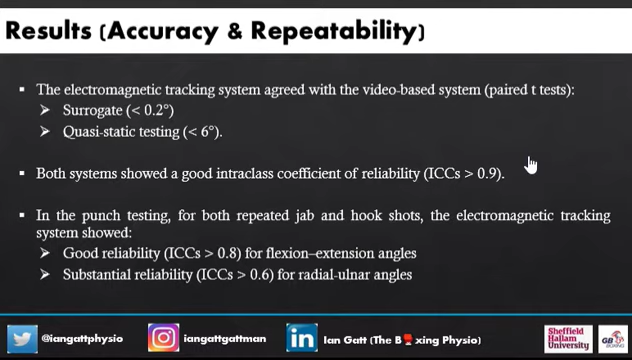 Results (Accuracy & Repeatability)
▪ The electromagnetic tracking system agreed with the video-based system (paired t tests):
➤ Surrogate (< 0.2°)
➤ Quasi-static testing (< 6°).
▪ Both systems showed a good intraclass coefficient of reliability (ICCs > 0.9).
▪ In the punch testing, for both repeated jab and hook shots, the electromagnetic tracking
system showed:
➤ Good reliability (ICCs > 0.8) for flexion–extension angles
➤ Substantial reliability (ICCs > 0.6) for radial-ulnar angles
@iangattphysio
iangattgattman
in
Ian Gatt (The B🥊xing Physio)
Sheffield
Hallam
University
GB
BOXING